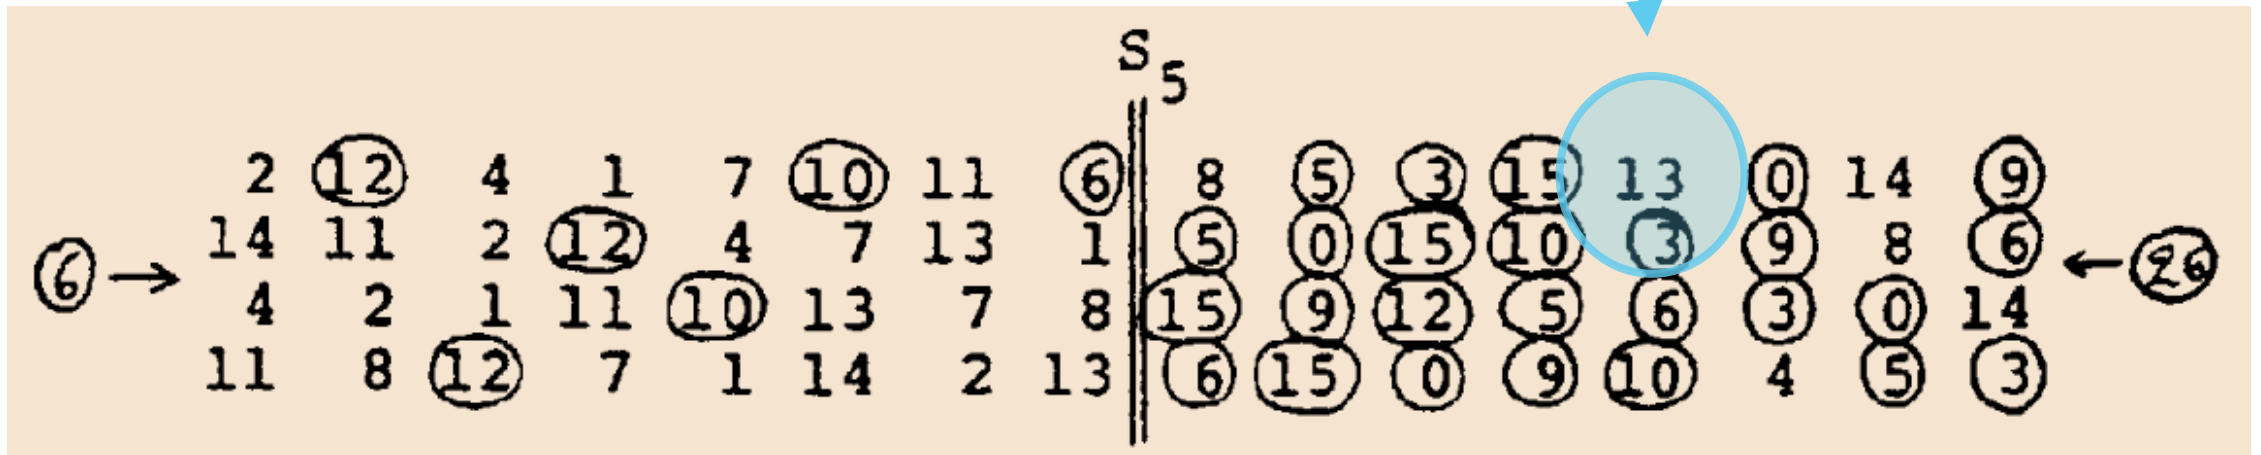 S5
2 12 4 1 7 10 11 6 8 5 3 15 13 0 14 9
14 11 2 12 4 7 13 1 5 0 15 10 3 9 8 6
6 → ← 26
4 2 1 11 10 13 7 8 15 9 12 5 6 3 0 14
11 8 12 7 1 14 2 13 6 15 0 9 10 4 5 3